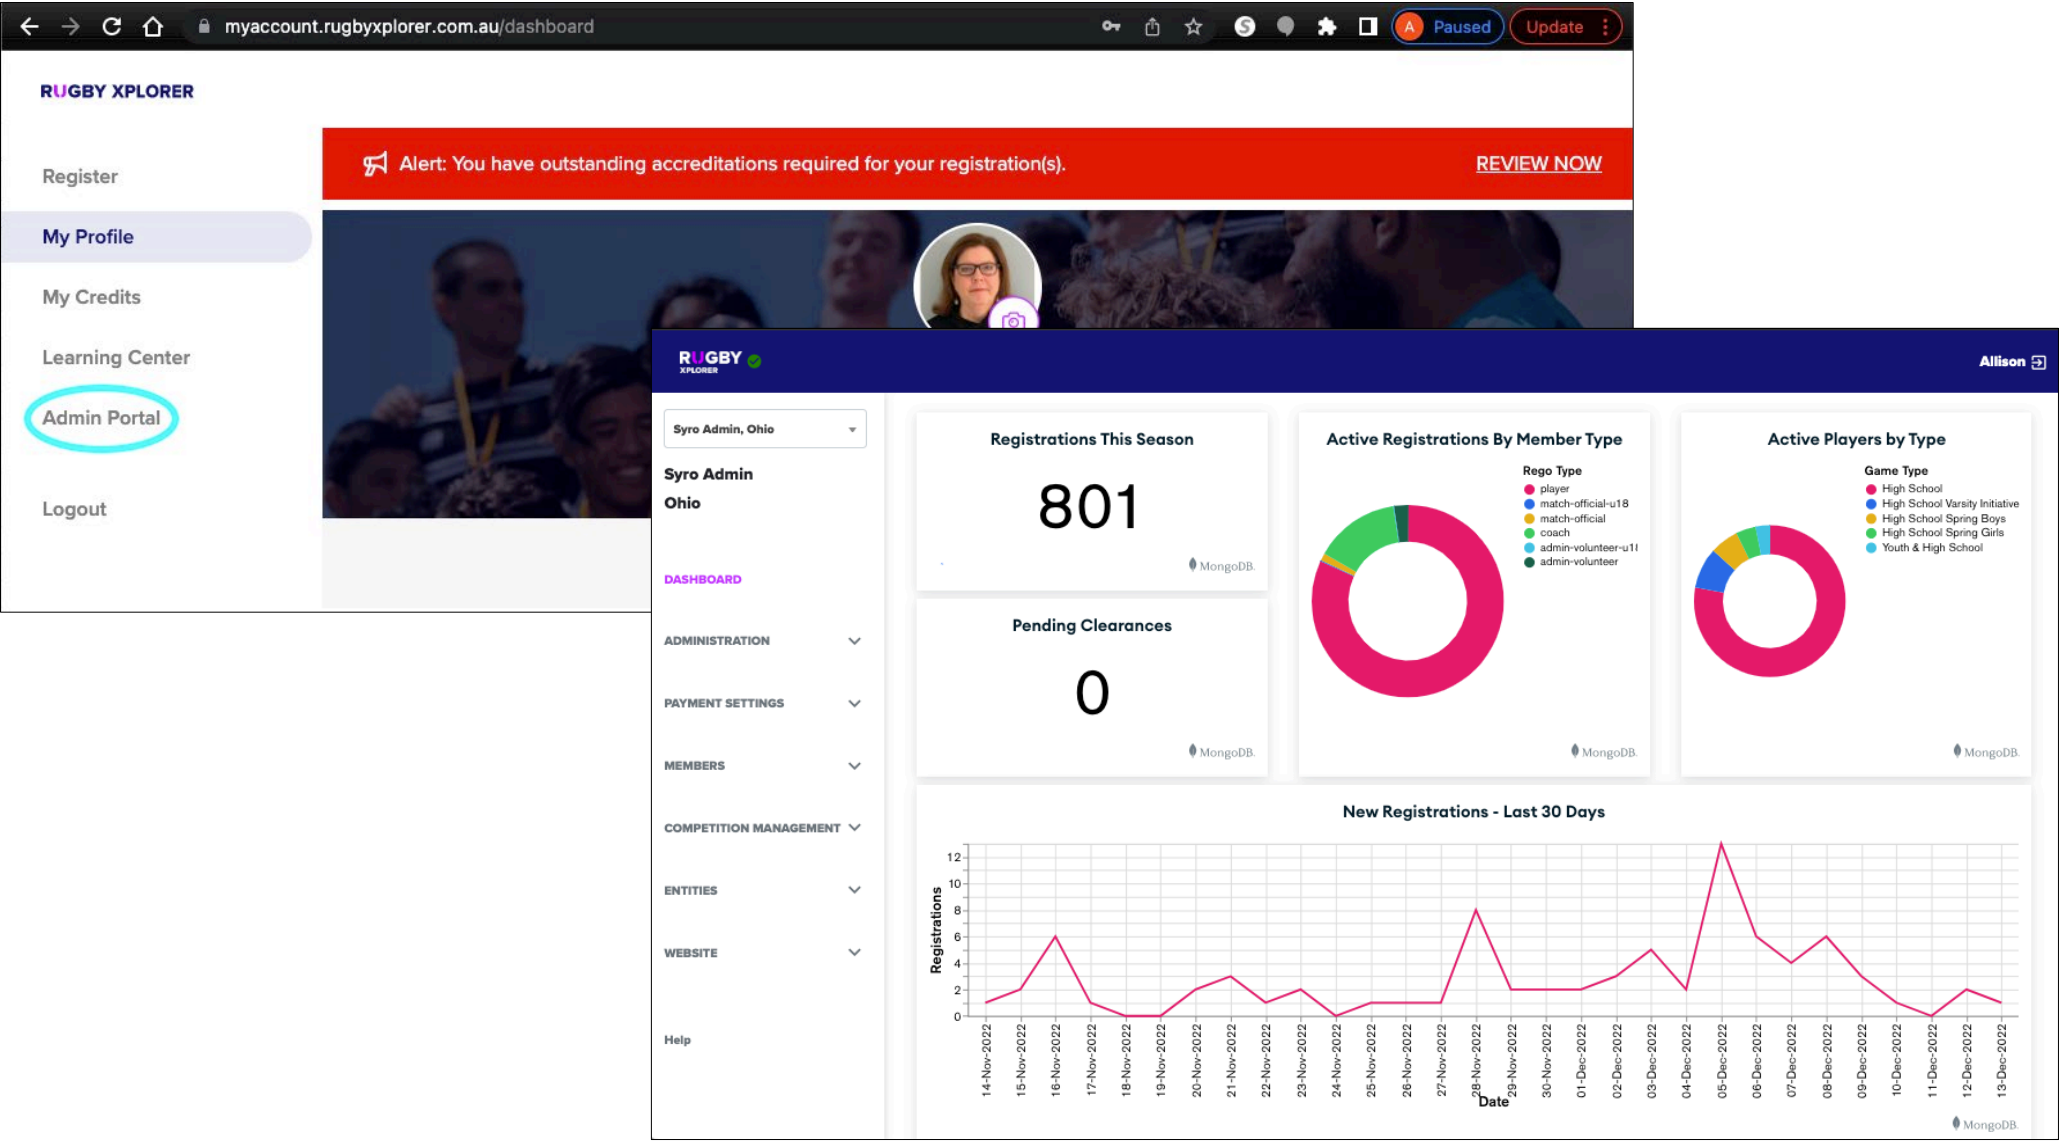 myaccount.rugbyxplorer.com.au/dashboard
S
A Paused
Update
RUGBY XPLORER
Alert: You have outstanding accreditations required for your registration(s).
REVIEW NOW
Register
My Profile
My Credits
Learning Center
Admin Portal
Logout
RUGBY
XPLORER
Allison
Syro Admin, Ohio
Syro Admin
Ohio
DASHBOARD
ADMINISTRATION
PAYMENT SETTINGS
MEMBERS
COMPETITION MANAGEMENT
ENTITIES
WEBSITE
Help
Registrations This Season
801
MongoDB.
Pending Clearances
0
MongoDB.
Active Registrations By Member Type
Rego Type
player
match-official-u18
match-official
coach
admin-volunteer-u18
admin-volunteer
MongoDB.
Active Players by Type
Game Type
High School
High School Varsity Initiative
High School Spring Boys
High School Spring Girls
Youth & High School
MongoDB.
New Registrations - Last 30 Days
Registrations
12
10
8
6
4
2
0
14-Nov-2022
15-Nov-2022
16-Nov-2022
17-Nov-2022
18-Nov-2022
19-Nov-2022
20-Nov-2022
21-Nov-2022
22-Nov-2022
23-Nov-2022
24-Nov-2022
25-Nov-2022
26-Nov-2022
27-Nov-2022
28-Nov-2022
29-Nov-2022
30-Nov-2022
01-Dec-2022
02-Dec-2022
03-Dec-2022
04-Dec-2022
05-Dec-2022
06-Dec-2022
07-Dec-2022
08-Dec-2022
09-Dec-2022
10-Dec-2022
11-Dec-2022
12-Dec-2022
13-Dec-2022
Date
MongoDB.